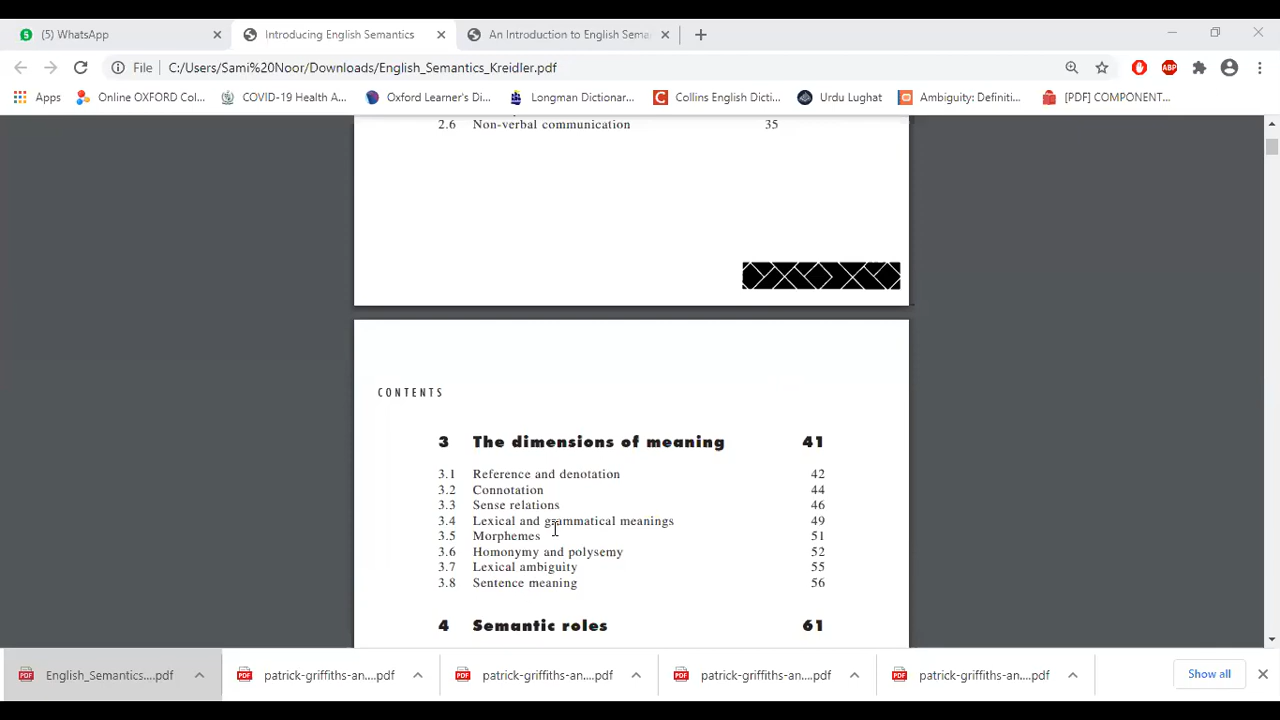 (5) WhatsApp
Introducing English Semantics
An Introduction to English Sema
File
C:/Users/Sami%20Noor/Downloads/English_Semantics_Kreidler.pdf
Apps
Online OXFORD Col...
COVID-19 Health A...
Oxford Learner's Di...
Longman Dictionar...
Collins English Dicti...
Urdu Lughat
Ambiguity: Definiti...
[PDF] COMPONENT...
2.6 Non-verbal communication 35
CONTENTS
3 The dimensions of meaning 41
3.1 Reference and denotation 42
3.2 Connotation 44
3.3 Sense relations 46
3.4 Lexical and grammatical meanings 49
3.5 Morphemes 51
3.6 Homonymy and polysemy 52
3.7 Lexical ambiguity 55
3.8 Sentence meaning 56
4 Semantic roles 61
English_Semantics....pdf
patrick-griffiths-an....pdf
patrick-griffiths-an....pdf
patrick-griffiths-an....pdf
patrick-griffiths-an....pdf
Show all